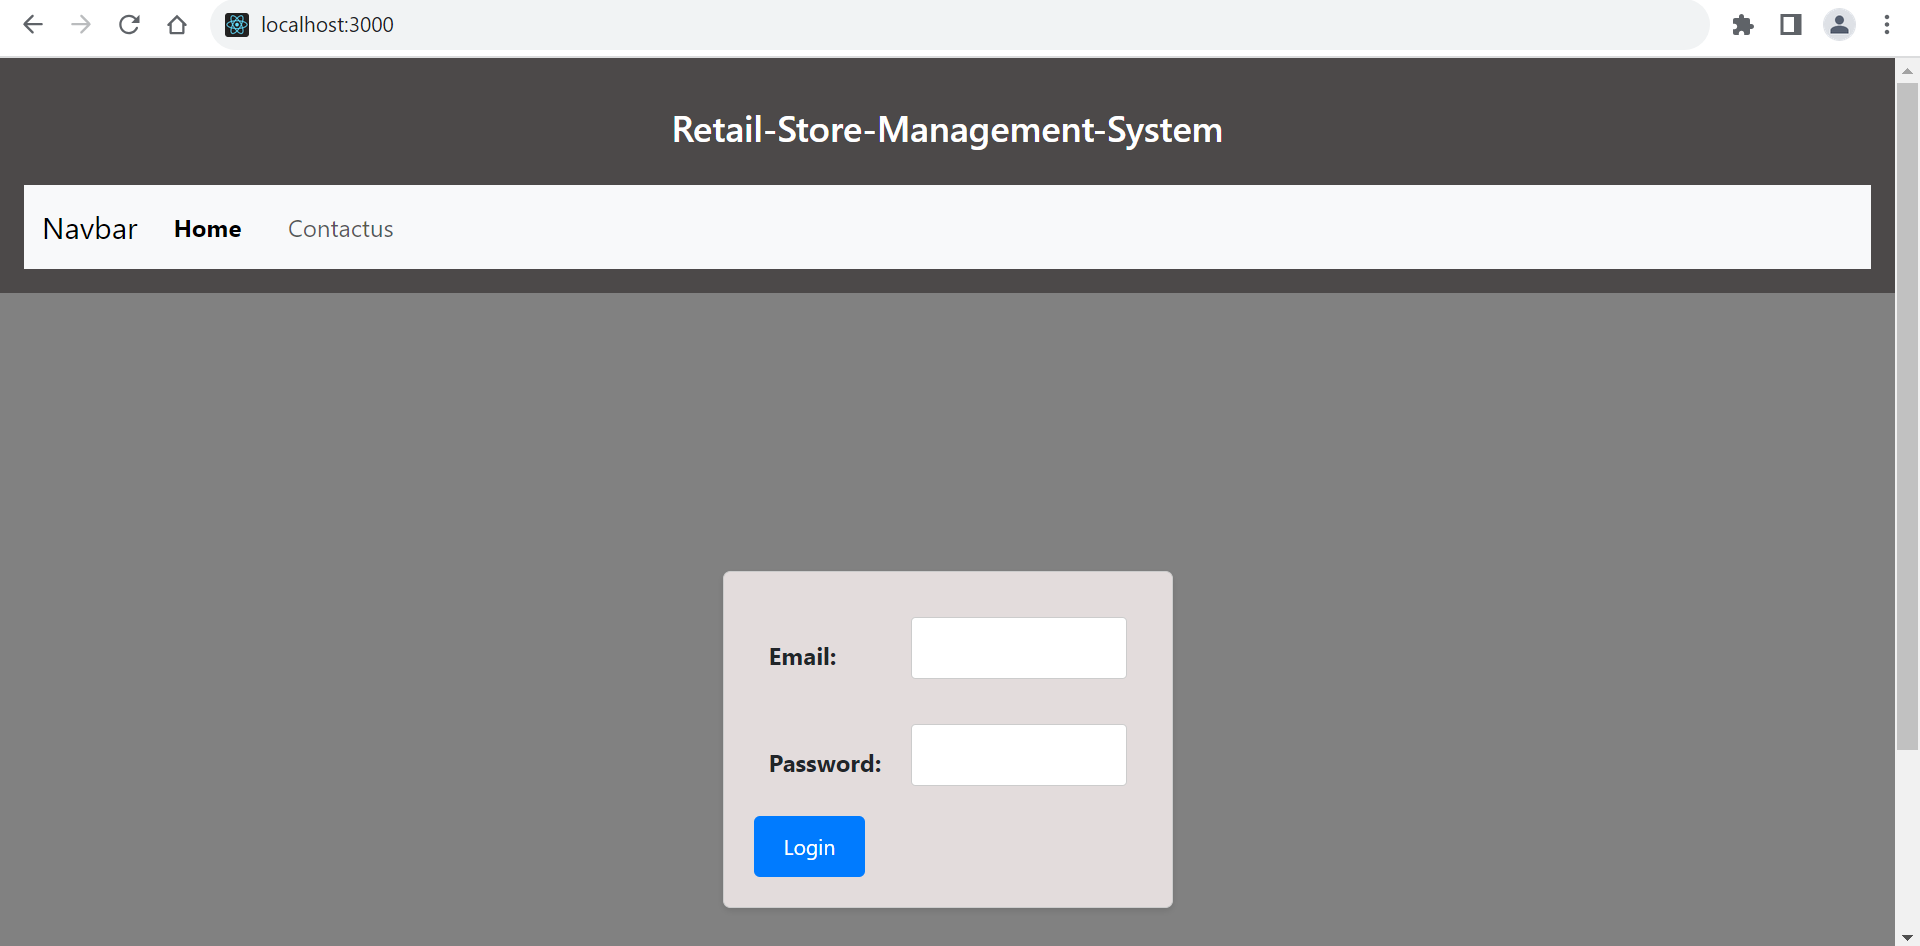 localhost:3000
Retail-Store-Management-System
Navbar Home Contactus
Email:
Password:
Login